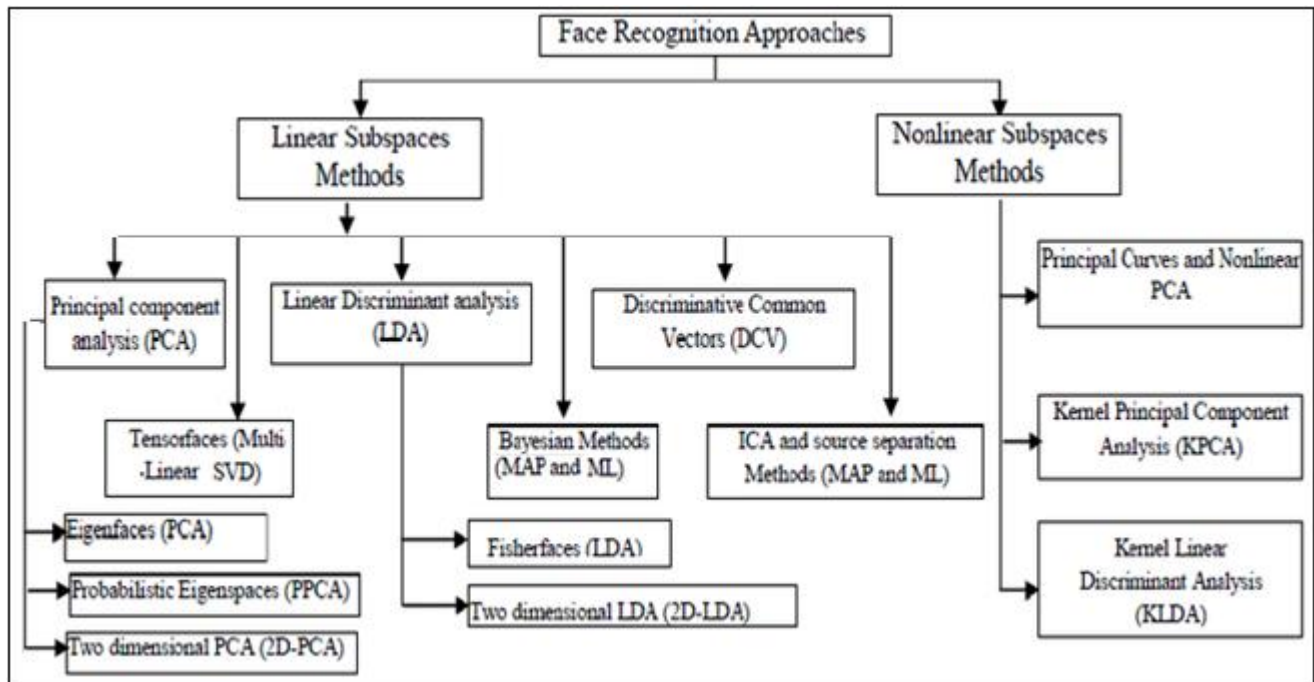 Face Recognition Approaches
Linear Subspaces
Methods
Nonlinear Subspaces
Methods
Principal component
analysis (PCA)
Linear Discriminant analysis
(LDA)
Discriminative Common
Vectors (DCV)
Principal Curves and Nonlinear
PCA
Tensorfaces (Multi
-Linear SVD)
Bayesian Methods
(MAP and ML)
ICA and source separation
Methods (MAP and ML)
Kernel Principal Component
Analysis (KPCA)
Eigenfaces (PCA)
Probabilistic Eigenspaces (PPCA)
Two dimensional PCA (2D-PCA)
Fisherfaces (LDA)
Two dimensional LDA (2D-LDA)
Kernel Linear
Discriminant Analysis
(KLDA)